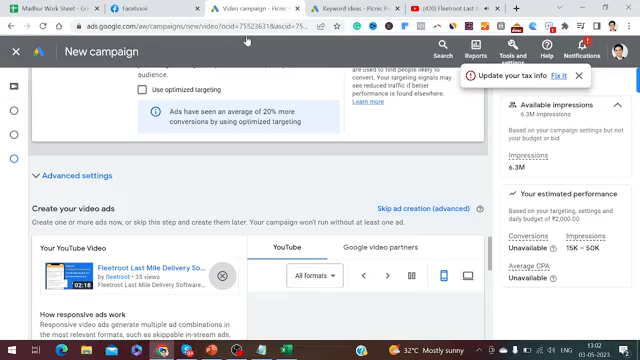 Madhur Work Sheet
Facebook
Video campaign - Picnic
Keyword ideas - Picnic Po
(420) Fleetroot Last M
ads.google.com/aw/campaigns/new/video?ocid=75523631&ascid=75...
New campaign
Search
Reports
Tools and settings
Help
Notifications
Update your tax info Fix it
audience.
Use optimized targeting
Ads have seen an average of 20% more
conversions by using optimized targeting
are used to find people likely to
convert. Your targeting signals may
see reduced traffic if better
performance is found elsewhere.
Learn more
Available impressions
6.3M impressions
Based on your campaign settings but not
your budget or bid
Impressions
6.3M
Your estimated performance
Based on your targeting, settings and
daily budget of ₹2,000.00
Conversions Impressions
Unavailable 15K – 50K
Average CPA
Unavailable
Advanced settings
Create your video ads
Skip ad creation (advanced)
Create one or more ads now, or skip this step and create them later. Your campaign won't run without at least one ad.
Your YouTube Video
YouTube
Google video partners
Fleetroot Last Mile Delivery So...
by fleetroot • 35 views
Fleetroot Last Mile Delivery Software...
02:18
All formats
How responsive ads work
Responsive video ads generate multiple ad combinations in
the most relevant formats, such as skippable in-stream ads,
32°C Mostly sunny
ENG
13:02
03-05-2023